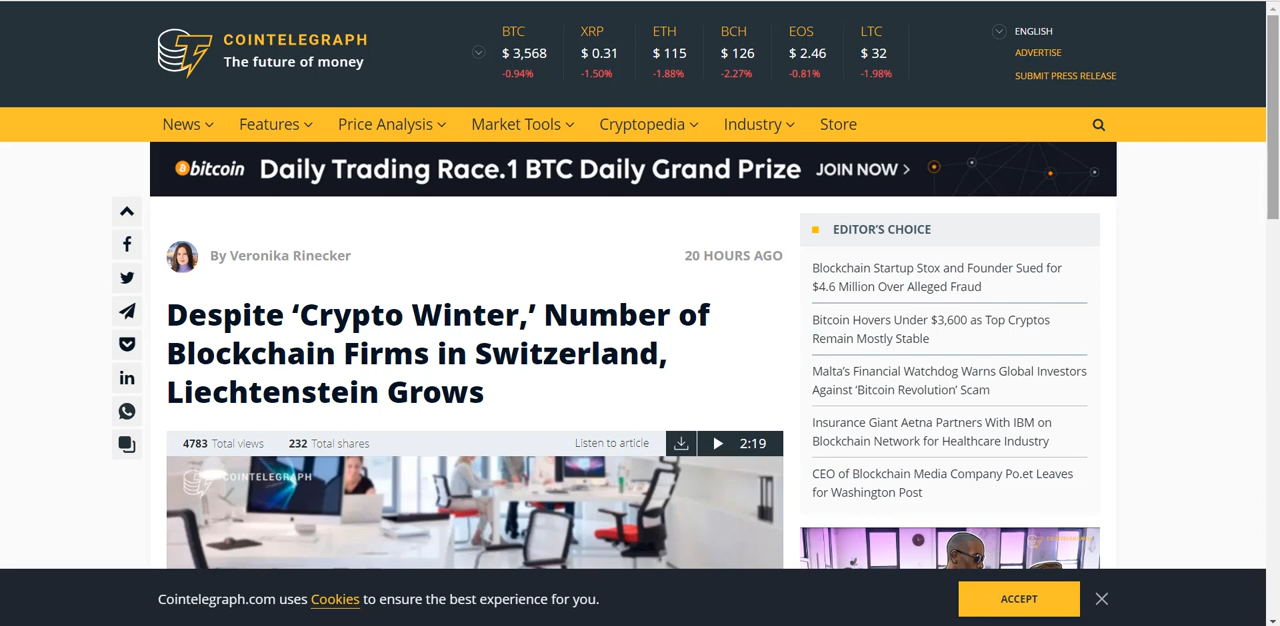 COINTELEGRAPH
The future of money
BTC
$ 3,568
-0.94%
XRP
$ 0.31
-1.50%
ETH
$ 115
-1.88%
BCH
$ 126
-2.27%
EOS
$ 2.46
-0.81%
LTC
$ 32
-1.98%
ENGLISH
ADVERTISE
SUBMIT PRESS RELEASE
News Features Price Analysis Market Tools Cryptopedia Industry Store
bitcoin Daily Trading Race.1 BTC Daily Grand Prize JOIN NOW >
By Veronika Rinecker 20 HOURS AGO
Despite ‘Crypto Winter,’ Number of
Blockchain Firms in Switzerland,
Liechtenstein Grows
4783 Total views 232 Total shares Listen to article 2:19
COINTELEGRAPH
EDITOR'S CHOICE
Blockchain Startup Stox and Founder Sued for
$4.6 Million Over Alleged Fraud
Bitcoin Hovers Under $3,600 as Top Cryptos
Remain Mostly Stable
Malta’s Financial Watchdog Warns Global Investors
Against ‘Bitcoin Revolution’ Scam
Insurance Giant Aetna Partners With IBM on
Blockchain Network for Healthcare Industry
CEO of Blockchain Media Company Po.et Leaves
for Washington Post
Cointelegraph.com uses Cookies to ensure the best experience for you.
ACCEPT